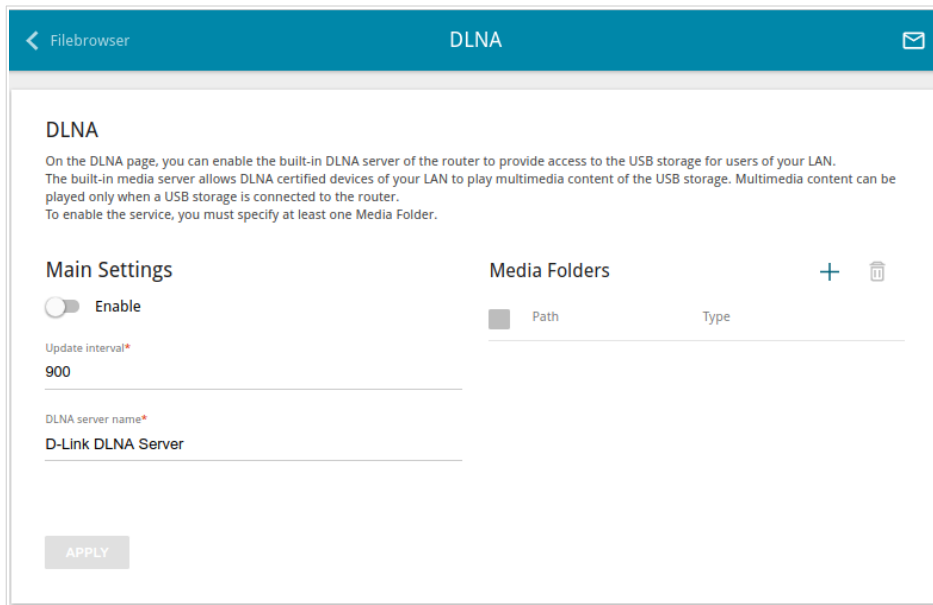 Filebrowser
DLNA
DLNA
On the DLNA page, you can enable the built-in DLNA server of the router to provide access to the USB storage for users of your LAN.
The built-in media server allows DLNA certified devices of your LAN to play multimedia content of the USB storage. Multimedia content can be
played only when a USB storage is connected to the router.
To enable the service, you must specify at least one Media Folder.
Main Settings
Enable
Update interval*
900
DLNA server name*
D-Link DLNA Server
APPLY
Media Folders
Path Type